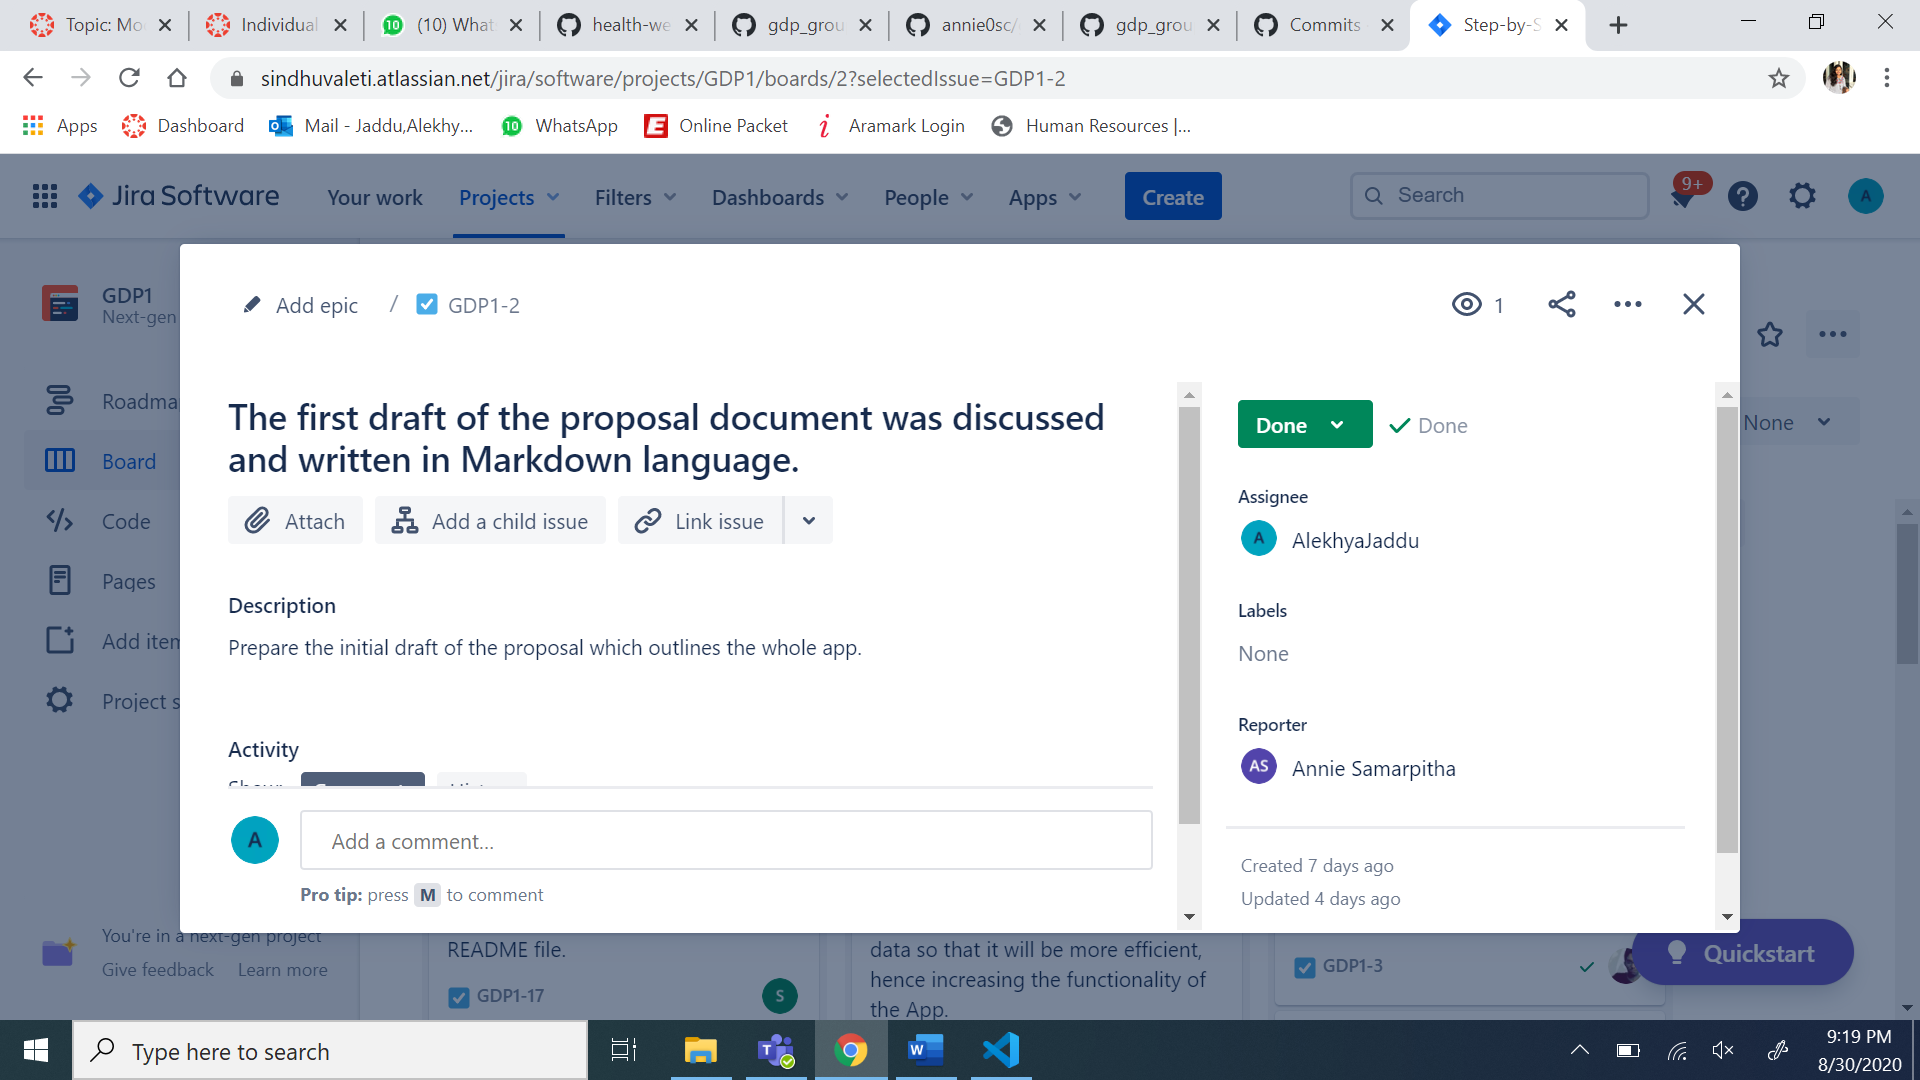 Topic: Mo
Individual
(10) What
health-we
gdp_grou
annie0sc/
gdp_grou
Commits
Step-by-S
sindhuvaleti.atlassian.net/jira/software/projects/GDP1/boards/2?selectedIssue=GDP1-2
Apps
Dashboard
Mail - Jaddu,Alekhy...
WhatsApp
Online Packet
Aramark Login
Human Resources |...
Jira Software
Your work
Projects
Filters
Dashboards
People
Apps
Create
Search
9+
A
GDP1
Next-gen
Roadma
Board
Code
Pages
Add item
Project s
You're in a next-gen project
Give feedback
Learn more
Add epic
/
GDP1-2
1
The first draft of the proposal document was discussed
and written in Markdown language.
Attach
Add a child issue
Link issue
Description
Prepare the initial draft of the proposal which outlines the whole app.
Activity
Show:
A
Add a comment...
Pro tip: press M to comment
Done
Done
Assignee
A
AlekhyaJaddu
Labels
None
Reporter
AS
Annie Samarpitha
Created 7 days ago
Updated 4 days ago
None
README file.
GDP1-17
S
data so that it will be more efficient,
hence increasing the functionality of
the App.
GDP1-3
Quickstart
Type here to search
9:19 PM
8/30/2020